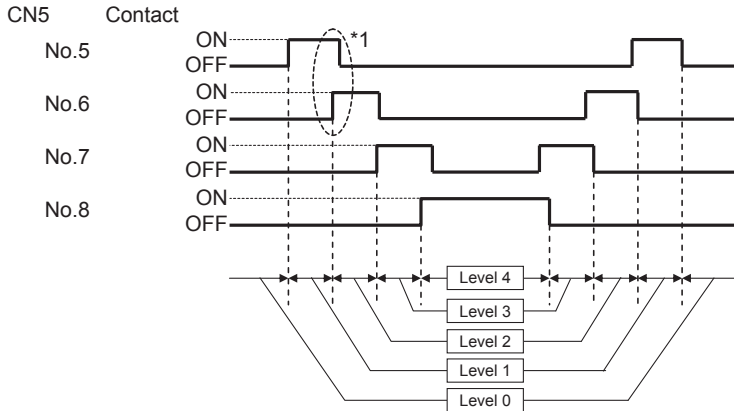 CN5 Contact
No.5 ON *1
OFF
No.6 ON
OFF
No.7 ON
OFF
No.8 ON
OFF
Level 4
Level 3
Level 2
Level 1
Level 0